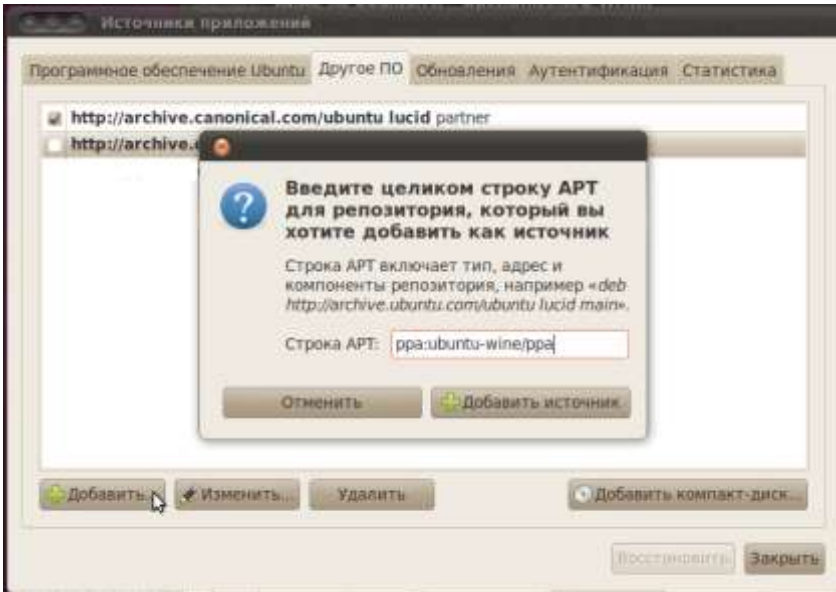 Источники приложений
Программное обеспечение Ubuntu Другое ПО Обновления Аутентификация Статистика
http://archive.canonical.com/ubuntu lucid partner
http://archive.
Введите целиком строку APT
для репозитория, который вы
хотите добавить как источник
Строка APT включает тип, адрес и
компоненты репозитория, например «deb
http://archive.ubuntu.com/ubuntu lucid main».
Строка APT: ppa:ubuntu-wine/ppa
Отменить Добавить источник
Добавить... Изменить... Удалить Добавить компакт-диск...
Восстановить Закрыть